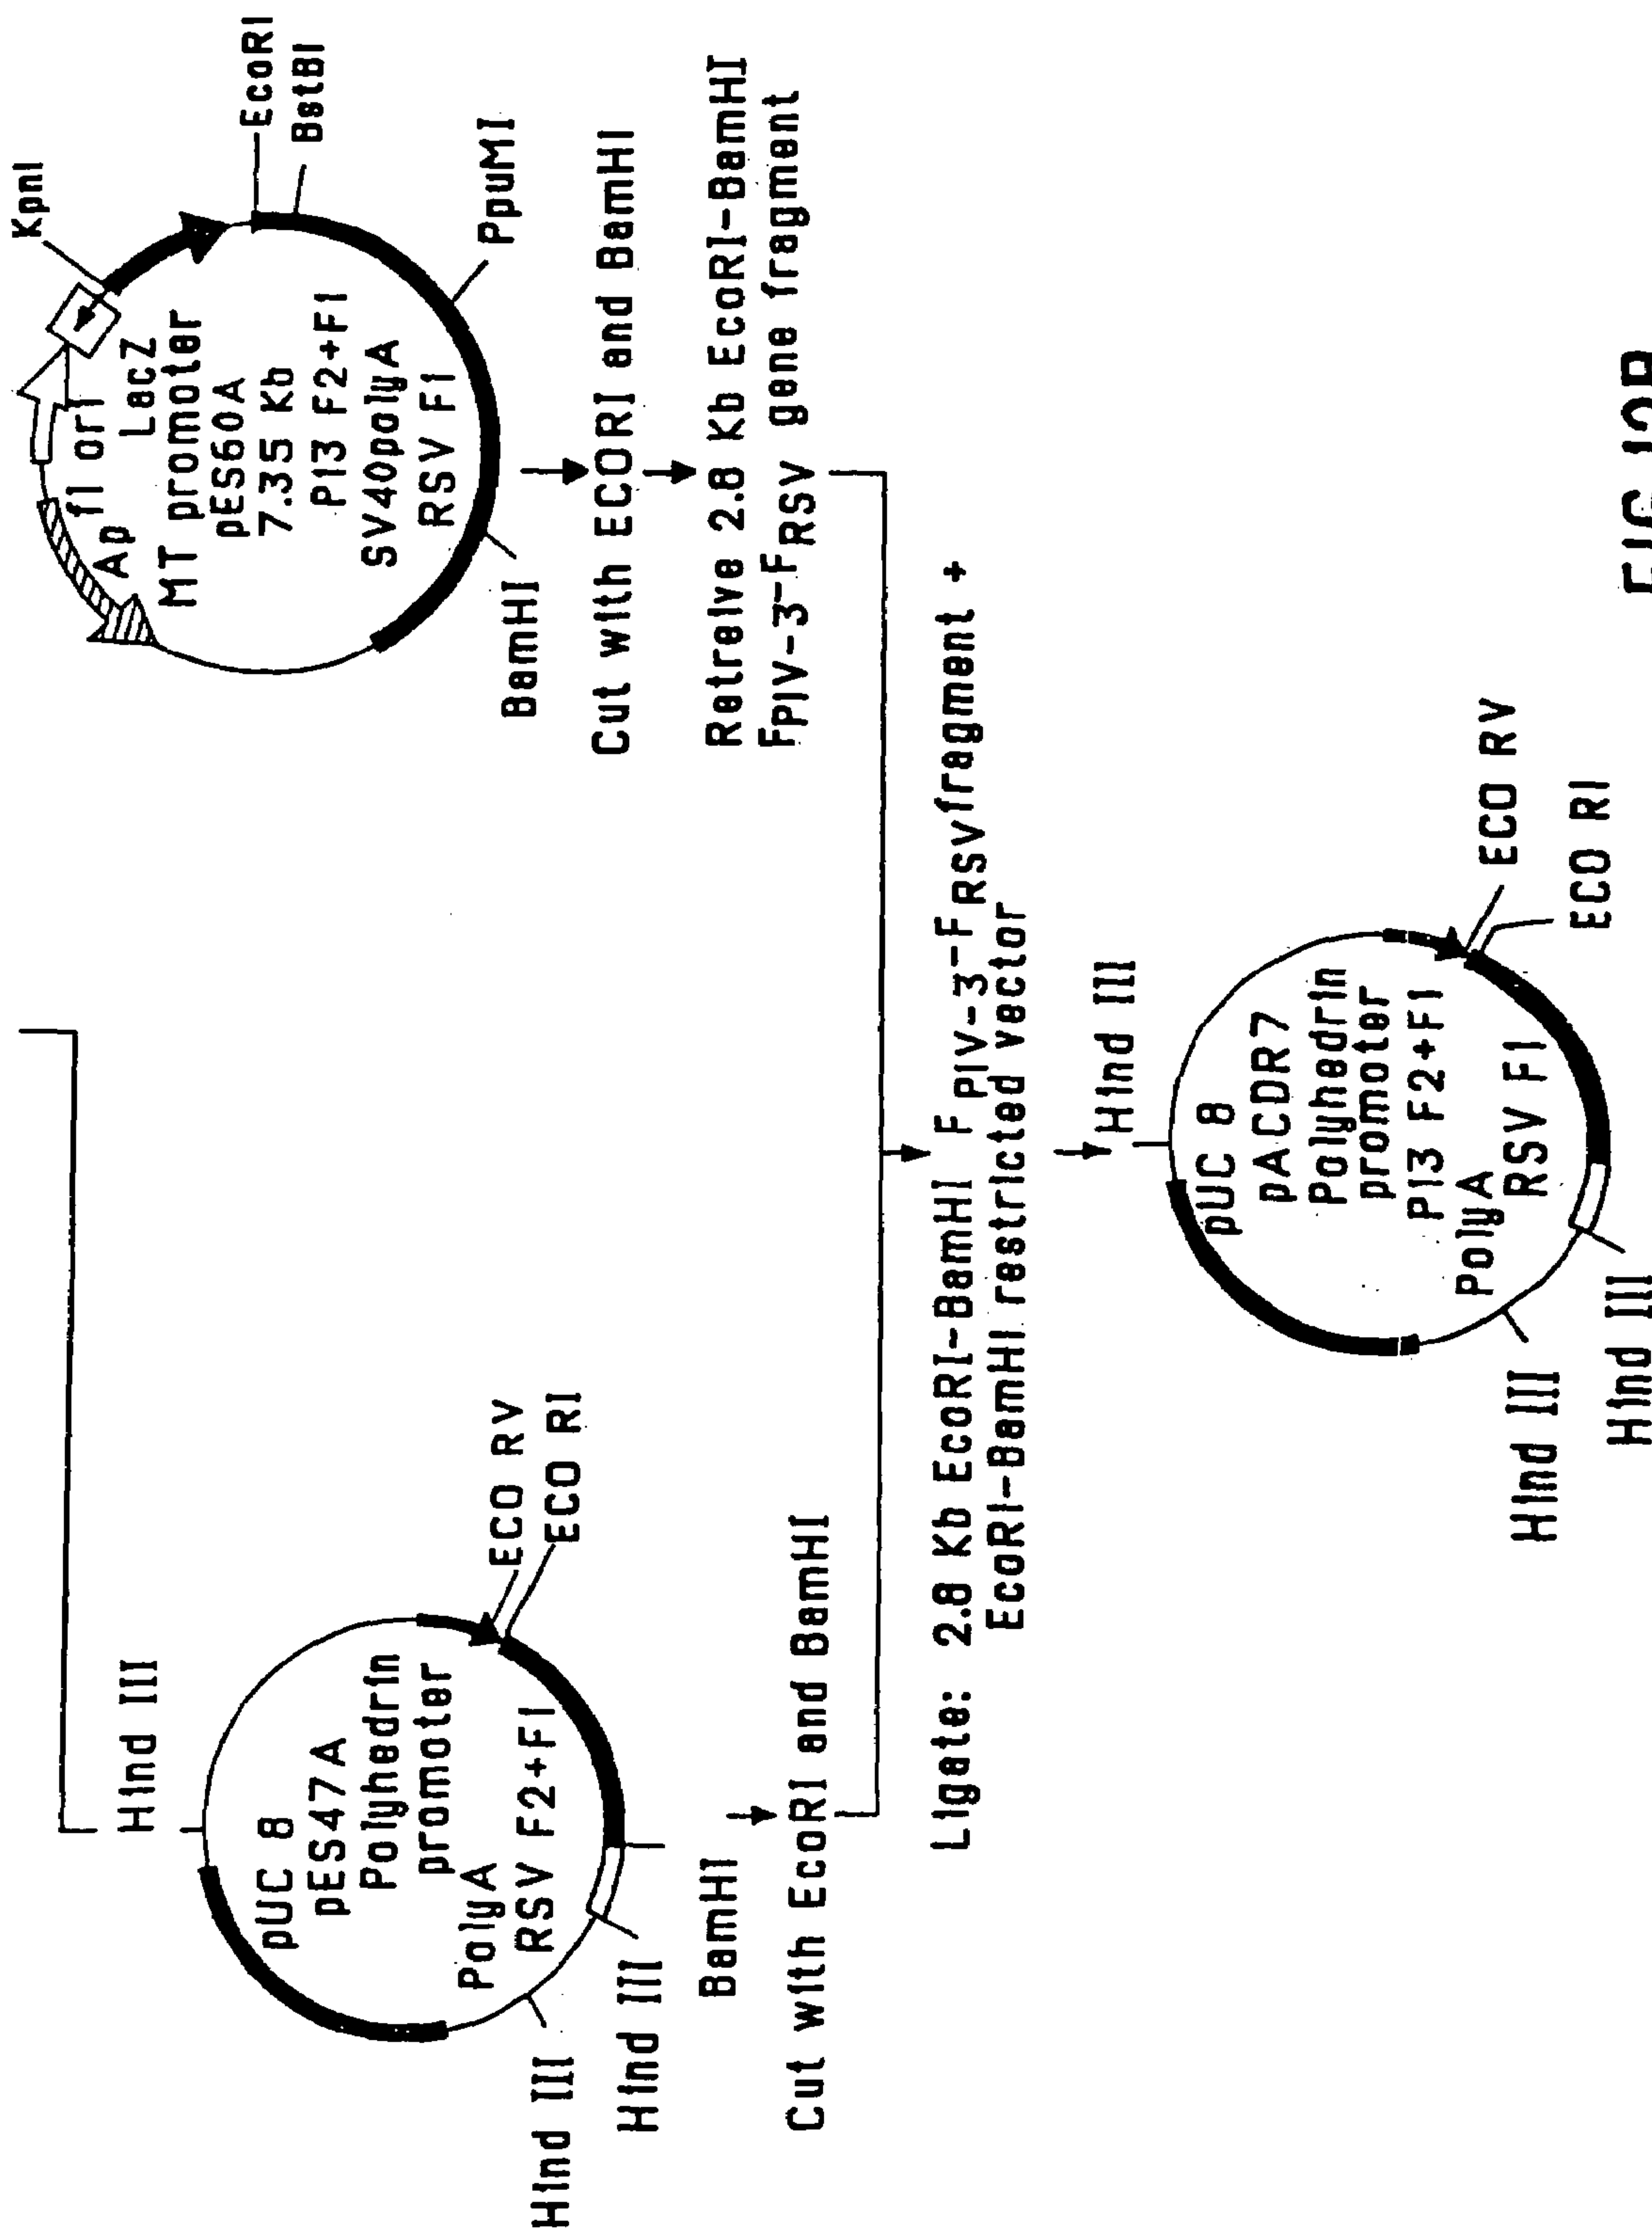 Hind III
pUC 8
pES47A
Polyhedrin
promoter
PolyA
RSV F2+F1
ECO RV
ECO RI
Hind III
Hind III
BamHI
Cut with EcoRI and BamHI
KpnI
Ap
f1 ori
LacZ
MT promoter
pES60A
7.35 Kb
PI3 F2+F1
SV40polyA
RSV F1
EcoRI
BstBI
PpuMI
BamHI
Cut with ECORI and BamHI
Retreive 2.8 Kb EcoRI-BamHI
FPIV-3-FRSV gene fragment
Ligate: 2.8 Kb EcoRI-BamHI F PIV-3-FRSV fragment +
EcoRI-BamHI restricted vector
Hind III
pUC 8
pACDR7
Polyhedrin
promoter
PI3 F2+F1
PolyA
RSV F1
ECO RV
ECO RI
Hind III
Hind III